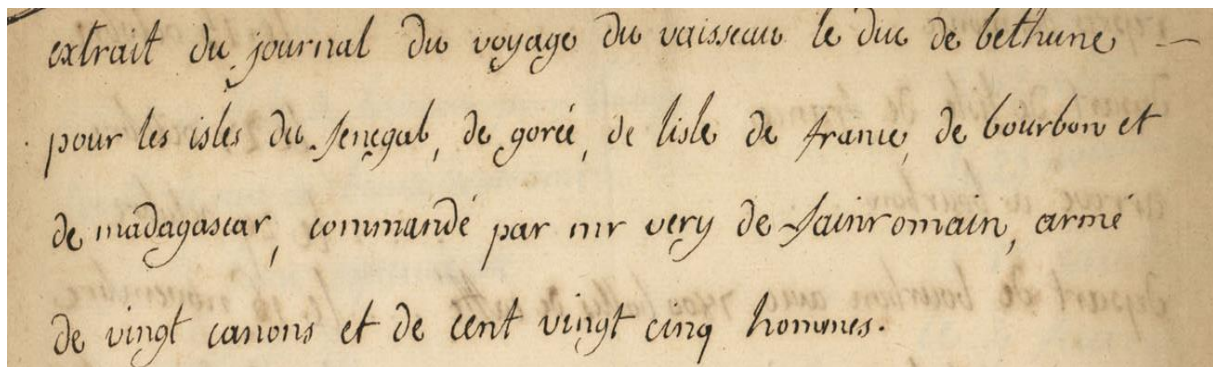 extrait du journal du voyage du vaisseau le duc de bethune —
pour les isles du Senegal, de gorée, de lisle de france, de bourbon et
de madagascar, commandé par mr very de Sainromain, armé
de vingt canons et de cent vingt cinq hommes.